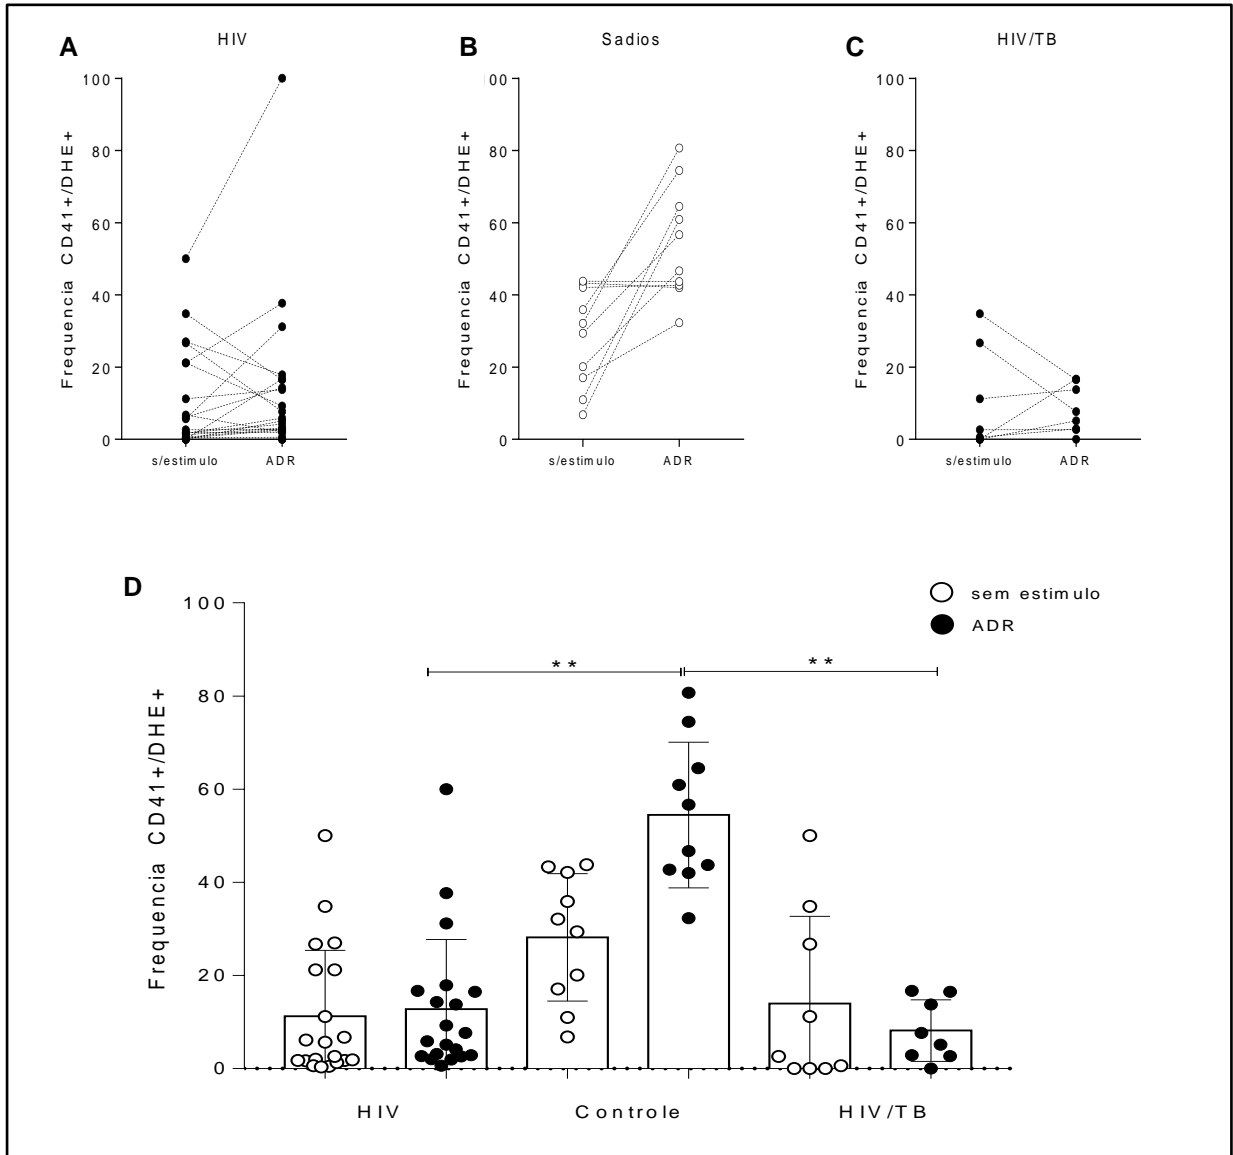 A HIV
Frequencia CD41+/DHE+
100
80
60
40
20
0
s/estimulo ADR
B Sadios
Frequencia CD41+/DHE+
00
80
60
40
20
0
s/estimulo ADR
C HIV/TB
Frequencia CD41+/DHE+
100
80
60
40
20
0
s/estimulo ADR
D
sem estimulo
ADR
Frequencia CD41+/DHE+
100
80
60
40
20
0
** **
HIV Controle HIV/TB